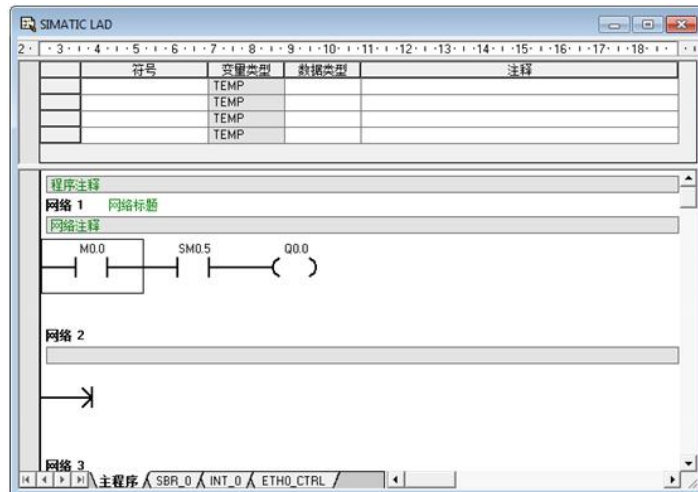 SIMATIC LAD
2 · 3 · 4 · 5 · 6 · 7 · 8 · 9 · 10 · 11 · 12 · 13 · 14 · 15 · 16 · 17 · 18
符号 变量类型 数据类型 注释
TEMP
TEMP
TEMP
TEMP
程序注释
网络 1 网络标题
网络注释
M0.0 SM0.5 Q0.0
网络 2
网络 3
主程序 SBR_0 INT_0 ETH0_CTRL